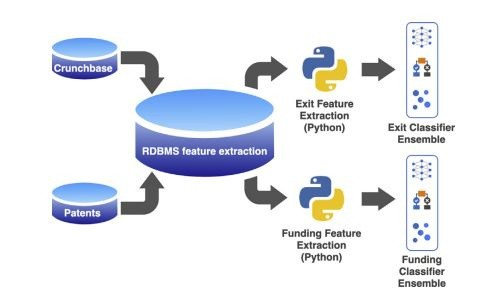 Crunchbase
Patents
RDBMS feature extraction
Exit Feature
Extraction
(Python)
Exit Classifier
Ensemble
Funding Feature
Extraction
(Python)
Funding
Classifier
Ensemble